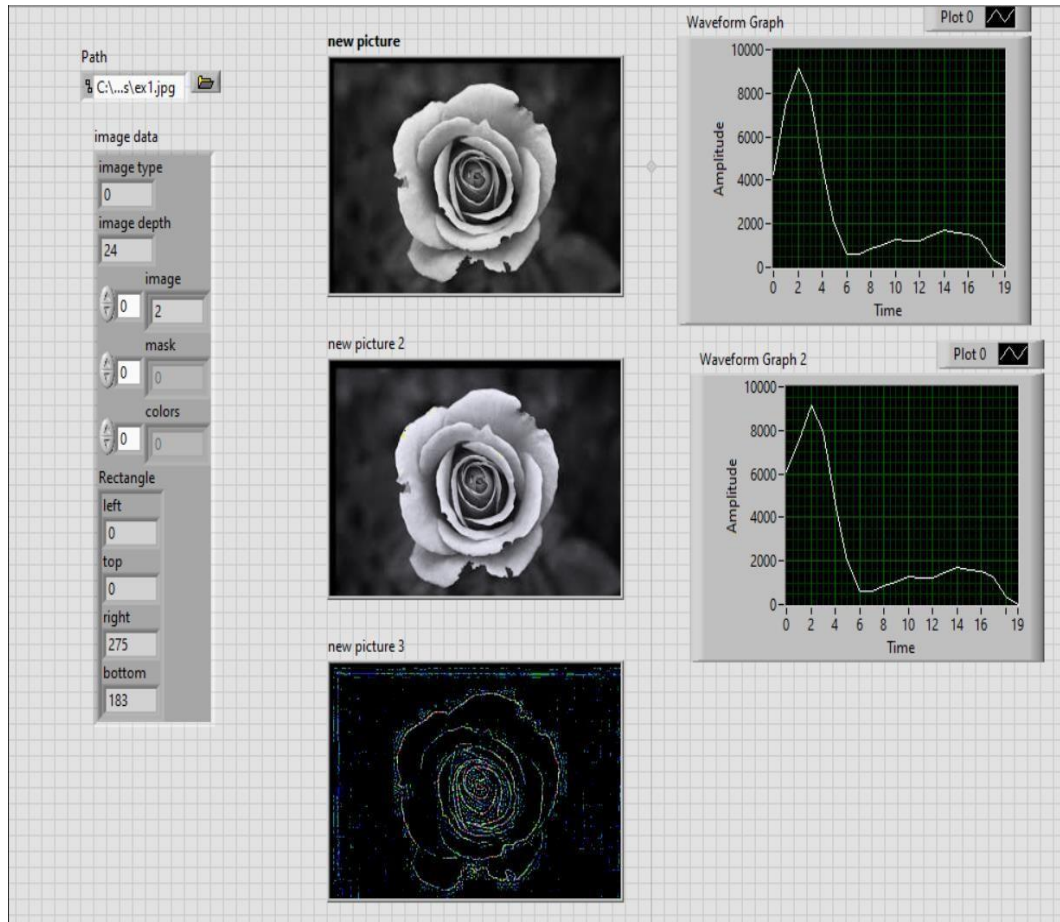 Path
C:\...s\ex1.jpg
image data
image type
0
image depth
24
image
0
2
mask
0
0
colors
0
0
Rectangle
left
0
top
0
right
275
bottom
183
new picture
new picture 2
new picture 3
Waveform Graph
Plot 0
Amplitude
10000
8000
6000
4000
2000
0
0 2 4 6 8 10 12 14 16 19
Time
Waveform Graph 2
Plot 0
Amplitude
10000
8000
6000
4000
2000
0
0 2 4 6 8 10 12 14 16 19
Time